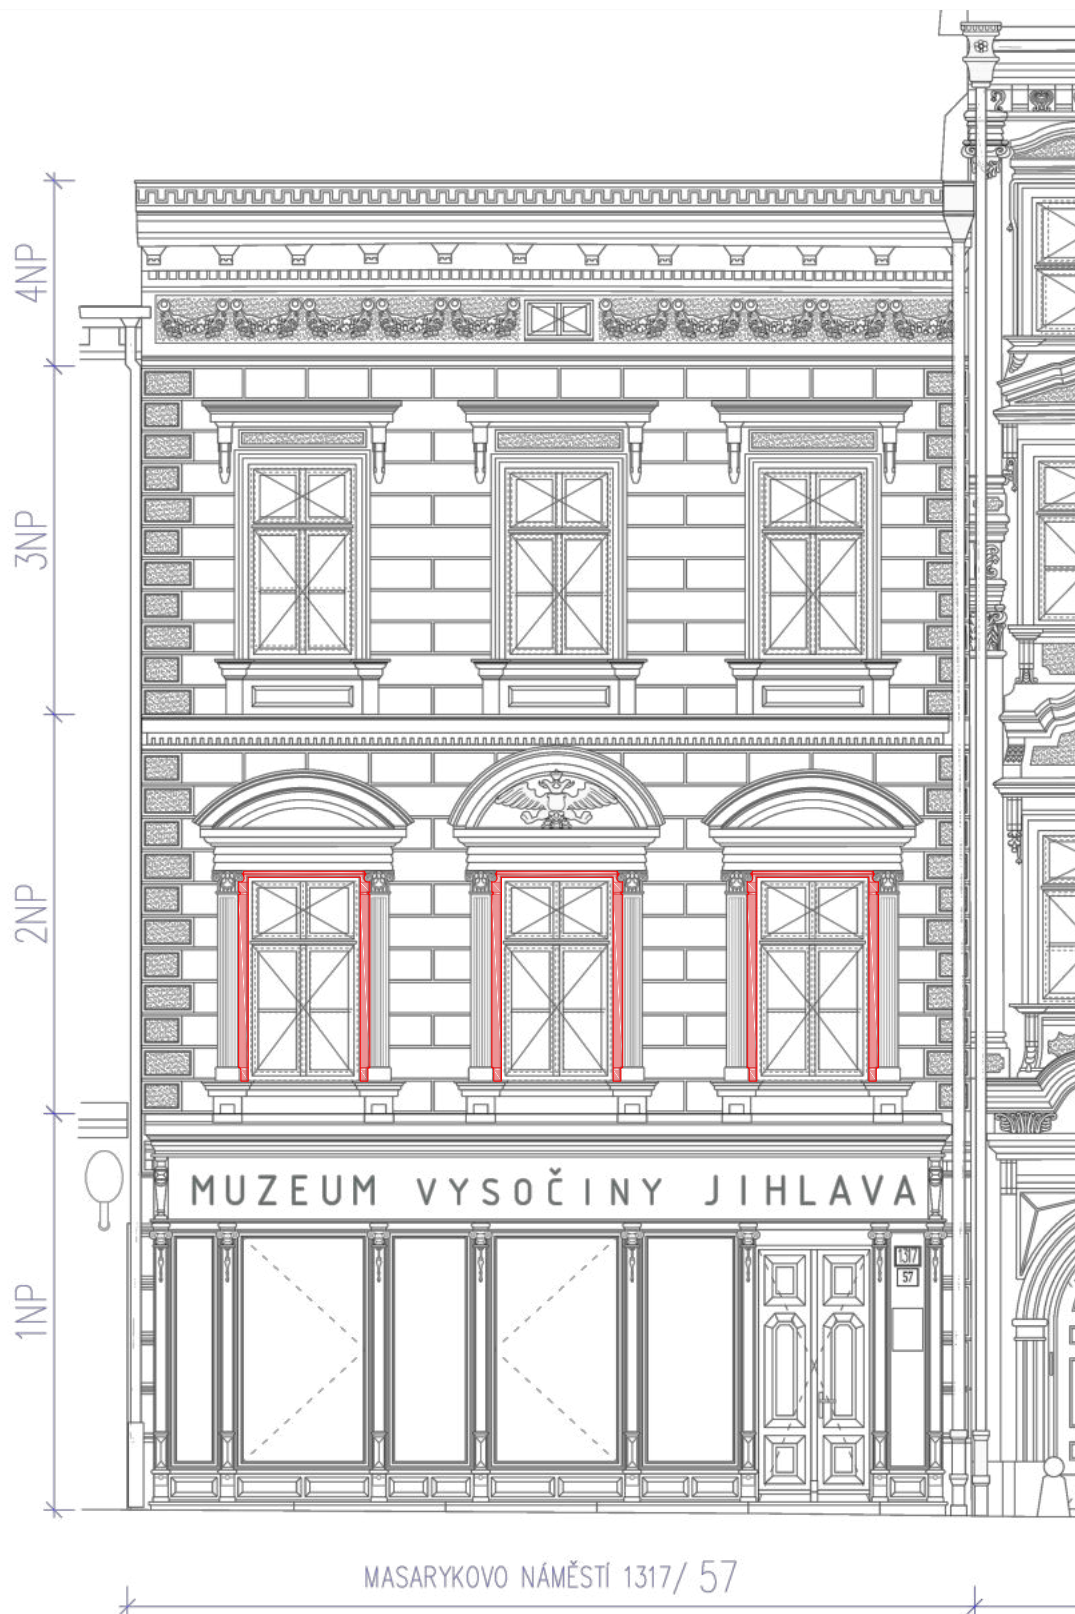 4NP
3NP
2NP
1NP
MUZEUM VYSOČINY JIHLAVA
1317
57
MASARYKOVO NÁMĚSTÍ 1317/ 57